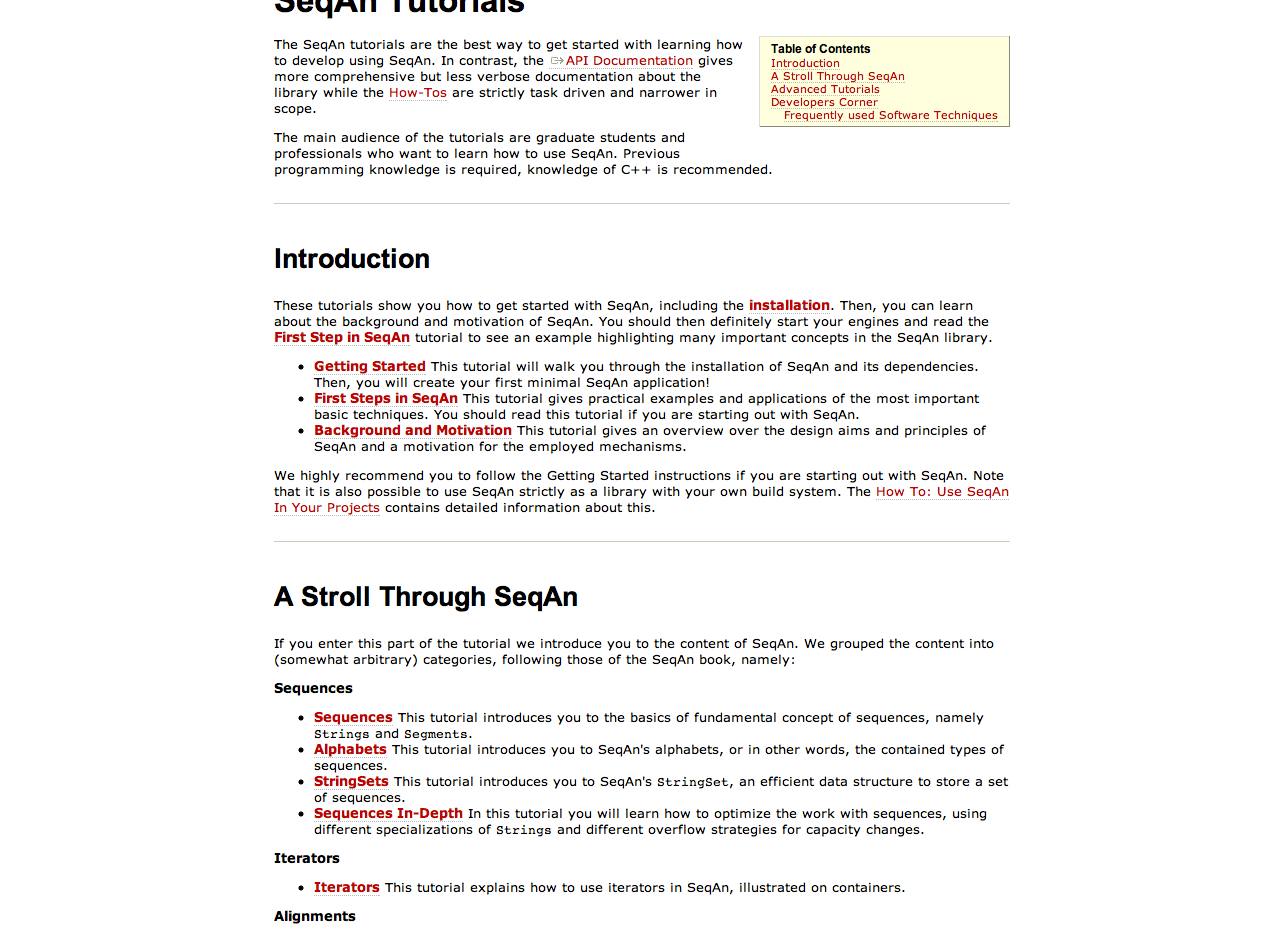 SeqAn Tutorials
The SeqAn tutorials are the best way to get started with learning how
to develop using SeqAn. In contrast, the API Documentation gives
more comprehensive but less verbose documentation about the
library while the How-Tos are strictly task driven and narrower in
scope.
Table of Contents
Introduction
A Stroll Through SeqAn
Advanced Tutorials
Developers Corner
Frequently used Software Techniques
The main audience of the tutorials are graduate students and
professionals who want to learn how to use SeqAn. Previous
programming knowledge is required, knowledge of C++ is recommended.
Introduction
These tutorials show you how to get started with SeqAn, including the installation. Then, you can learn
about the background and motivation of SeqAn. You should then definitely start your engines and read the
First Step in SeqAn tutorial to see an example highlighting many important concepts in the SeqAn library.
• Getting Started This tutorial will walk you through the installation of SeqAn and its dependencies.
Then, you will create your first minimal SeqAn application!
• First Steps in SeqAn This tutorial gives practical examples and applications of the most important
basic techniques. You should read this tutorial if you are starting out with SeqAn.
• Background and Motivation This tutorial gives an overview over the design aims and principles of
SeqAn and a motivation for the employed mechanisms.
We highly recommend you to follow the Getting Started instructions if you are starting out with SeqAn. Note
that it is also possible to use SeqAn strictly as a library with your own build system. The How To: Use SeqAn
In Your Projects contains detailed information about this.
A Stroll Through SeqAn
If you enter this part of the tutorial we introduce you to the content of SeqAn. We grouped the content into
(somewhat arbitrary) categories, following those of the SeqAn book, namely:
Sequences
• Sequences This tutorial introduces you to the basics of fundamental concept of sequences, namely
Strings and Segments.
• Alphabets This tutorial introduces you to SeqAn's alphabets, or in other words, the contained types of
sequences.
• StringSets This tutorial introduces you to SeqAn's StringSet, an efficient data structure to store a set
of sequences.
• Sequences In-Depth In this tutorial you will learn how to optimize the work with sequences, using
different specializations of Strings and different overflow strategies for capacity changes.
Iterators
• Iterators This tutorial explains how to use iterators in SeqAn, illustrated on containers.
Alignments